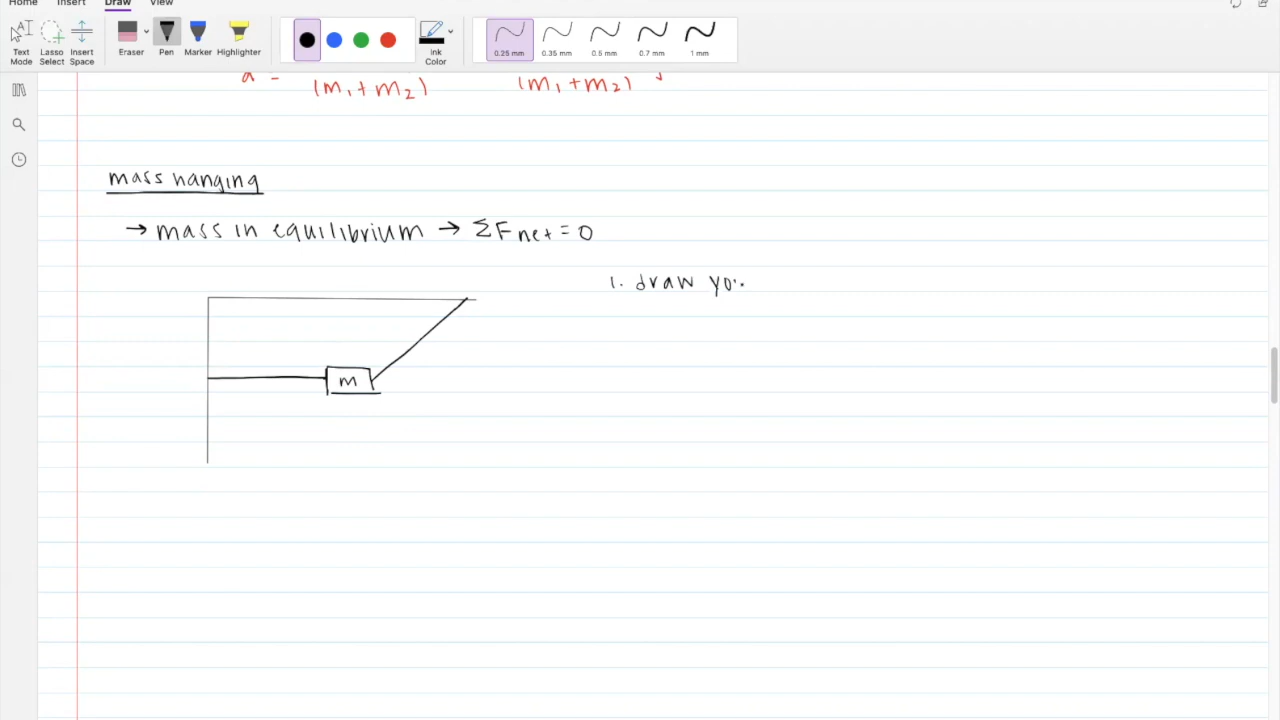 Home Insert Draw View
Text Mode Lasso Select Insert Space Eraser Pen Marker Highlighter Ink Color 0.25 mm 0.35 mm 0.5 mm 0.7 mm 1 mm
a = (m₁+m₂) (m₁+m₂)
mass hanging
→ mass in equilibrium → ΣF net = 0
1. draw
m